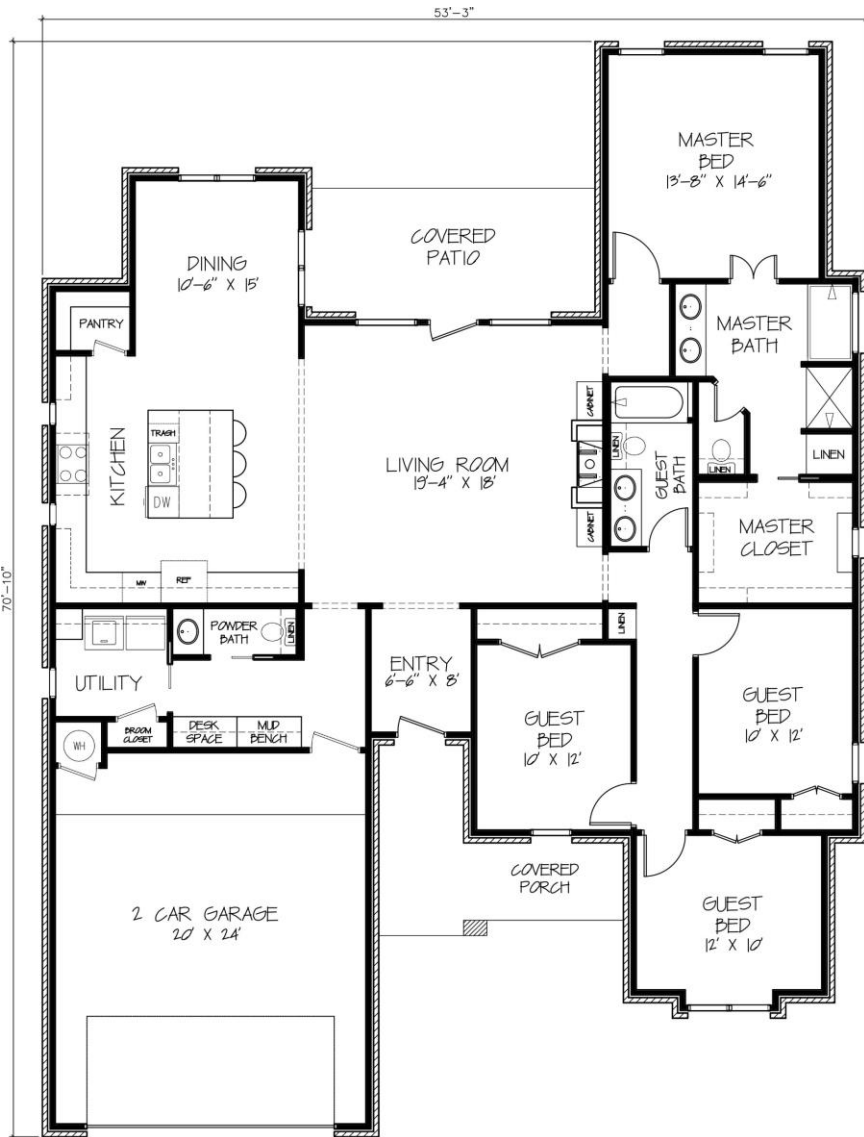 53'-3"
70'-10"
MASTER
BED
13'-8" X 14'-6"
COVERED
PATIO
DINING
10'-6" X 15'
PANTRY
MASTER
BATH
KITCHEN
TRASH
DW
LIVING ROOM
19'-4" X 18'
CABINET
CABINET
LINEN
GUEST
BATH
LINEN
LINEN
MASTER
CLOSET
MW
REF
POWDER
BATH
LINEN
LINEN
UTILITY
ENTRY
6'-6" X 8'
BROOM
CLOSET
DESK
SPACE
MUD
BENCH
WH
GUEST
BED
10' X 12'
GUEST
BED
10' X 12'
COVERED
PORCH
2 CAR GARAGE
20' X 24'
GUEST
BED
12' X 10'